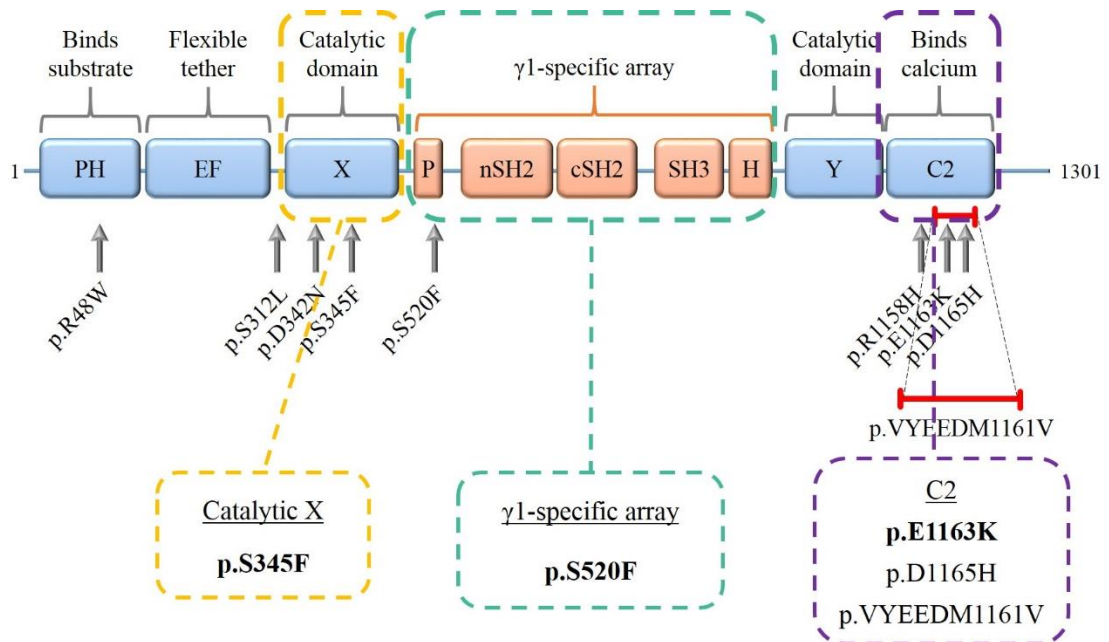 Binds
substrate
Flexible
tether
Catalytic
domain
γ1-specific array
Catalytic
domain
Binds
calcium
1 PH EF X P nSH2 cSH2 SH3 H Y C2 1301
p.R48W
p.S312L
p.D342N
p.S345F
p.S520F
p.R1158H
p.E1163K
p.D1165H
p.VYEEDM1161V
Catalytic X
p.S345F
γ1-specific array
p.S520F
C2
p.E1163K
p.D1165H
p.VYEEDM1161V